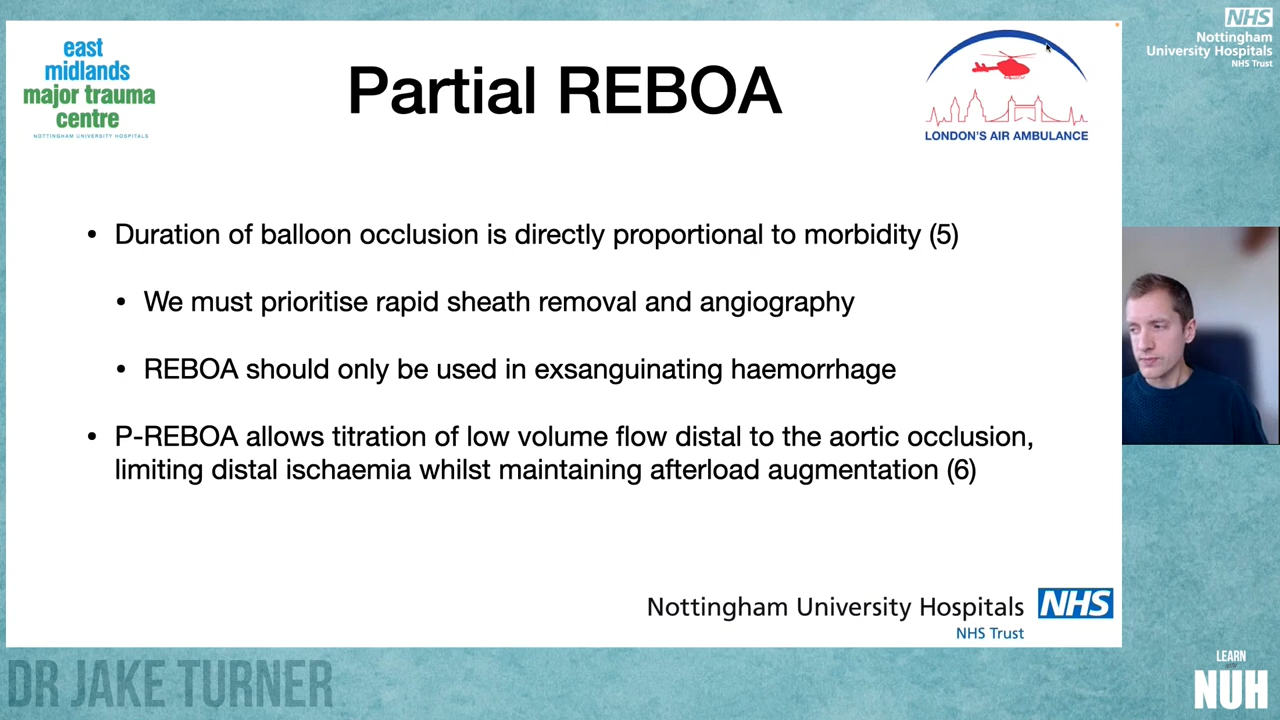 east
midlands
major trauma
centre
NOTTINGHAM UNIVERSITY HOSPITALS
Partial REBOA
LONDON'S AIR AMBULANCE
NHS
Nottingham
University Hospitals
NHS Trust
• Duration of balloon occlusion is directly proportional to morbidity (5)
• We must prioritise rapid sheath removal and angiography
• REBOA should only be used in exsanguinating haemorrhage
• P-REBOA allows titration of low volume flow distal to the aortic occlusion,
limiting distal ischaemia whilst maintaining afterload augmentation (6)
Nottingham University Hospitals NHS
NHS Trust
DR JAKE TURNER
LEARN
NUH